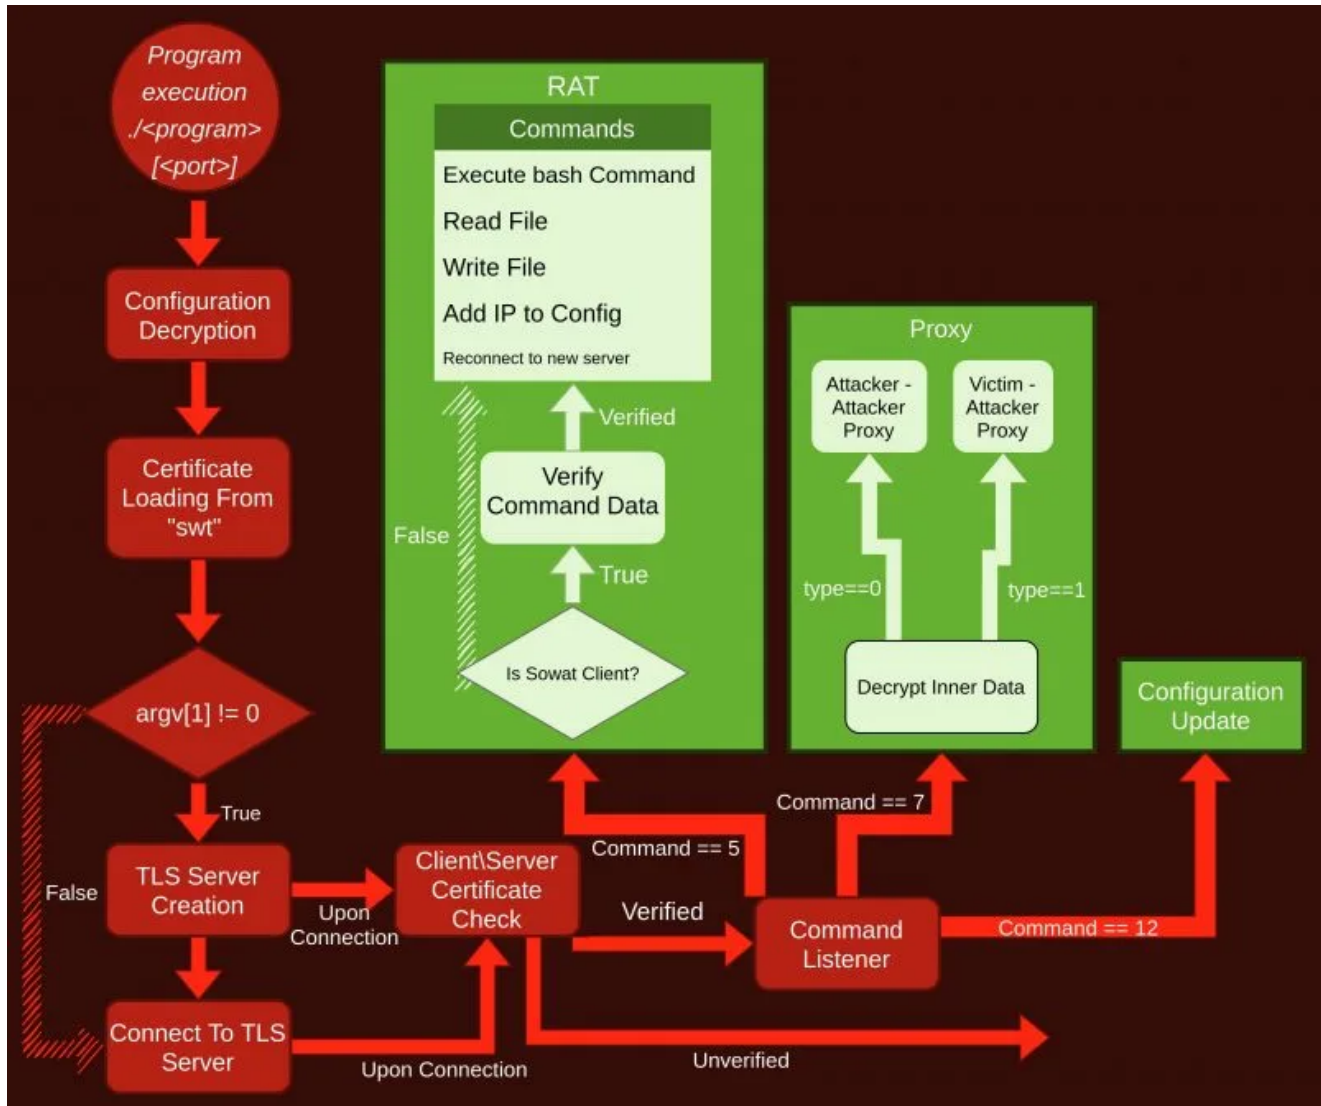 Program
execution
./<program>
[<port>]
Configuration
Decryption
Certificate
Loading From
"swt"
argv[1] != 0
True
False
TLS Server
Creation
Upon
Connection
Connect To TLS
Server
Upon Connection
Client\Server
Certificate
Check
Verified
Unverified
Command
Listener
Command == 5
Command == 7
Command == 12
RAT
Commands
Execute bash Command
Read File
Write File
Add IP to Config
Reconnect to new server
Verified
Verify
Command Data
False
True
Is Sowat Client?
Proxy
Attacker -
Attacker
Proxy
Victim -
Attacker
Proxy
type==0
type==1
Decrypt Inner Data
Configuration
Update